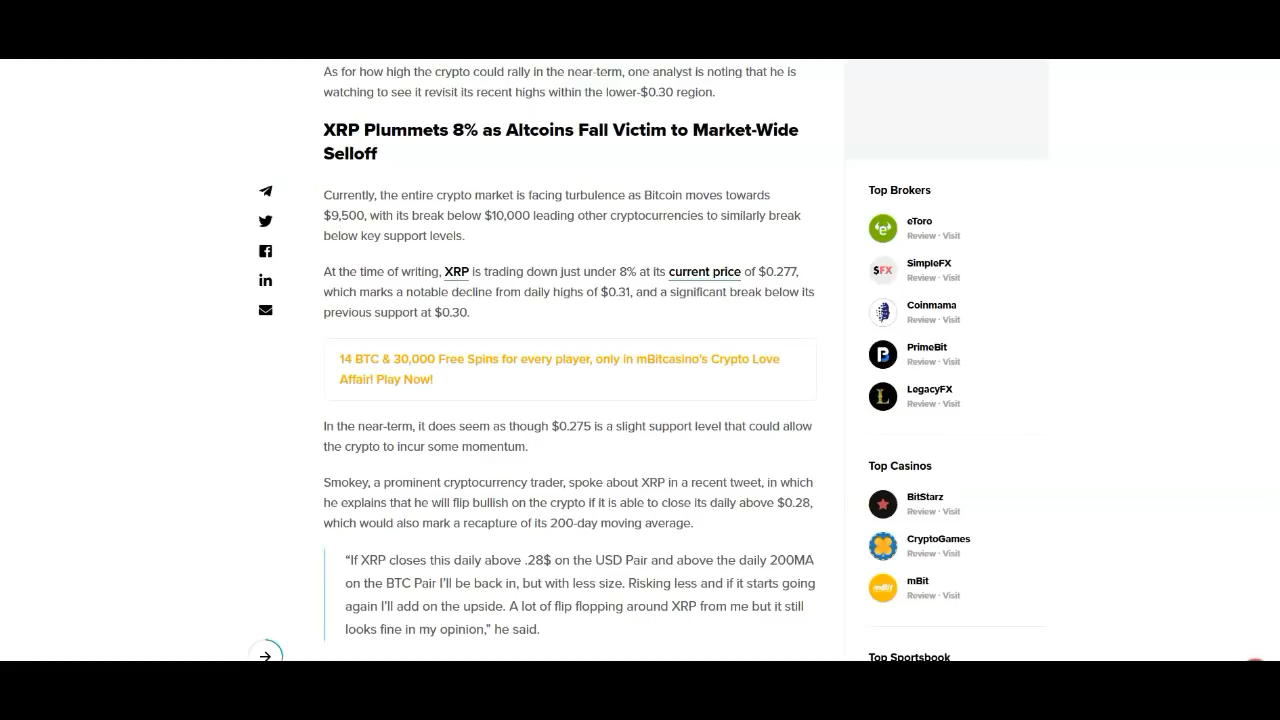 As for how high the crypto could rally in the near-term, one analyst is noting that he is
watching to see it revisit its recent highs within the lower-$0.30 region.
XRP Plummets 8% as Altcoins Fall Victim to Market-Wide
Selloff
Currently, the entire crypto market is facing turbulence as Bitcoin moves towards
$9,500, with its break below $10,000 leading other cryptocurrencies to similarly break
below key support levels.
At the time of writing, XRP is trading down just under 8% at its current price of $0.277,
which marks a notable decline from daily highs of $0.31, and a significant break below its
previous support at $0.30.
14 BTC & 30,000 Free Spins for every player, only in mBitcasino's Crypto Love
Affair! Play Now!
In the near-term, it does seem as though $0.275 is a slight support level that could allow
the crypto to incur some momentum.
Smokey, a prominent cryptocurrency trader, spoke about XRP in a recent tweet, in which
he explains that he will flip bullish on the crypto if it is able to close its daily above $0.28,
which would also mark a recapture of its 200-day moving average.
“If XRP closes this daily above .28$ on the USD Pair and above the daily 200MA
on the BTC Pair I’ll be back in, but with less size. Risking less and if it starts going
again I’ll add on the upside. A lot of flip flopping around XRP from me but it still
looks fine in my opinion,” he said.
Top Brokers
eToro
Review · Visit
$FX
SimpleFX
Review · Visit
Coinmama
Review · Visit
PrimeBit
Review · Visit
L
LegacyFX
Review · Visit
Top Casinos
BitStarz
Review · Visit
CryptoGames
Review · Visit
mBit
mBit
Review · Visit
Top Sportsbook